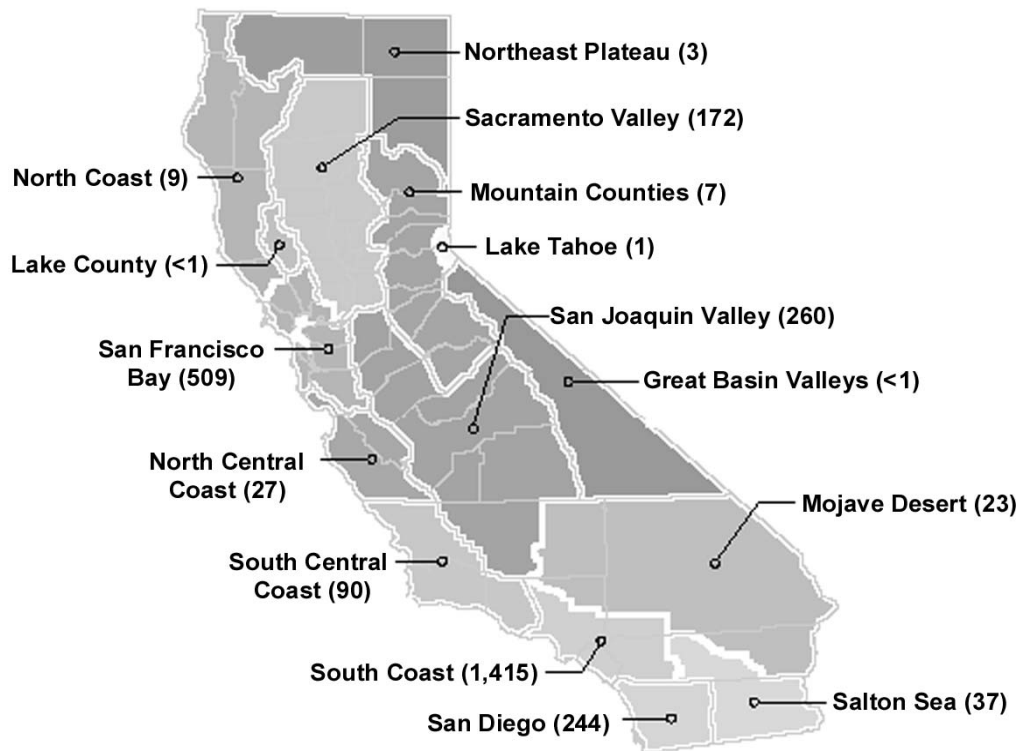 Northeast Plateau (3)
Sacramento Valley (172)
North Coast (9)
Mountain Counties (7)
Lake Tahoe (1)
Lake County (<1)
San Joaquin Valley (260)
San Francisco
Bay (509)
Great Basin Valleys (<1)
North Central
Coast (27)
Mojave Desert (23)
South Central
Coast (90)
South Coast (1,415)
Salton Sea (37)
San Diego (244)